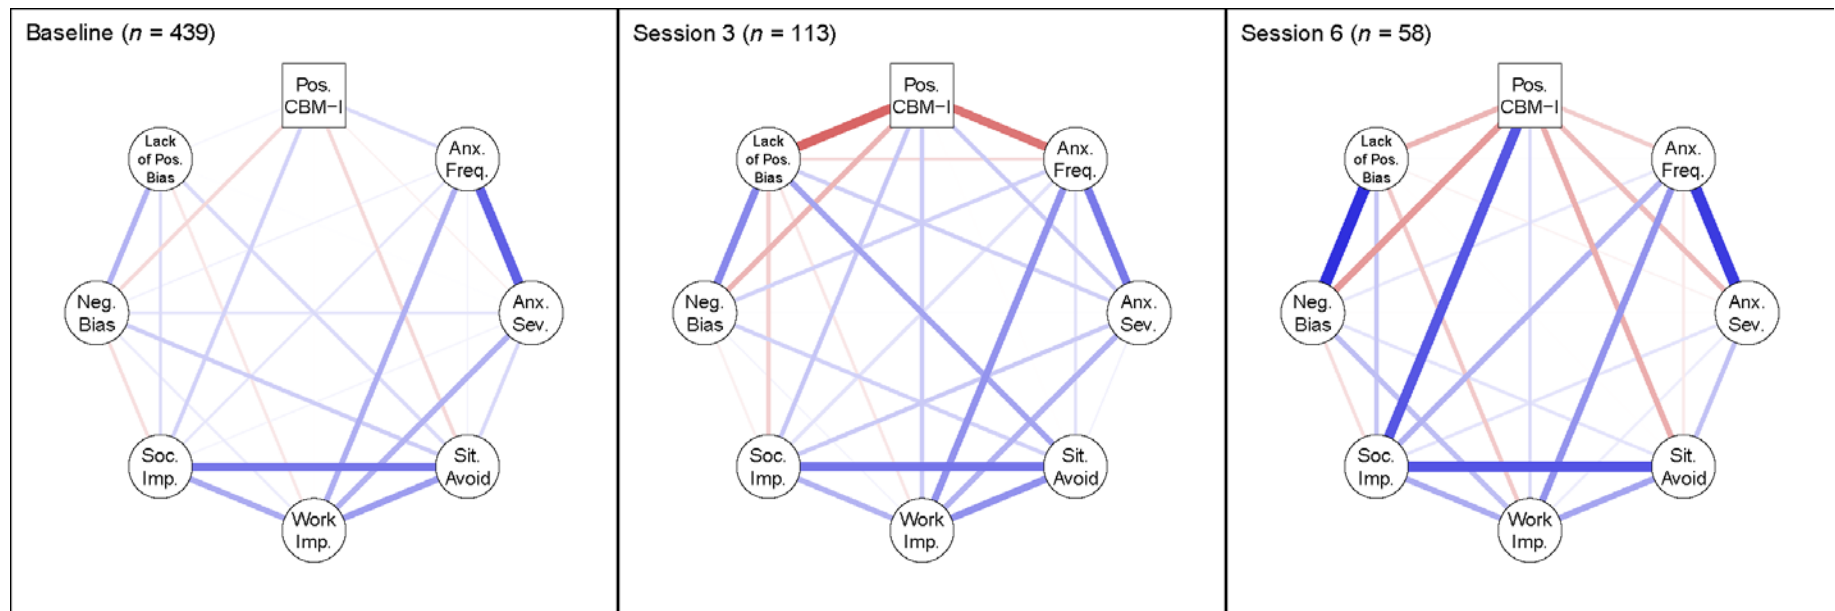 Baseline (n = 439)
Pos.
CBM−I
Lack
of Pos.
Bias
Anx.
Freq.
Neg.
Bias
Anx.
Sev.
Soc.
Imp.
Sit.
Avoid
Work
Imp.
Session 3 (n = 113)
Pos.
CBM−I
Lack
of Pos.
Bias
Anx.
Freq.
Neg.
Bias
Anx.
Sev.
Soc.
Imp.
Sit.
Avoid
Work
Imp.
Session 6 (n = 58)
Pos.
CBM−I
Lack
of Pos.
Bias
Anx.
Freq.
Neg.
Bias
Anx.
Sev.
Soc.
Imp.
Sit.
Avoid
Work
Imp.